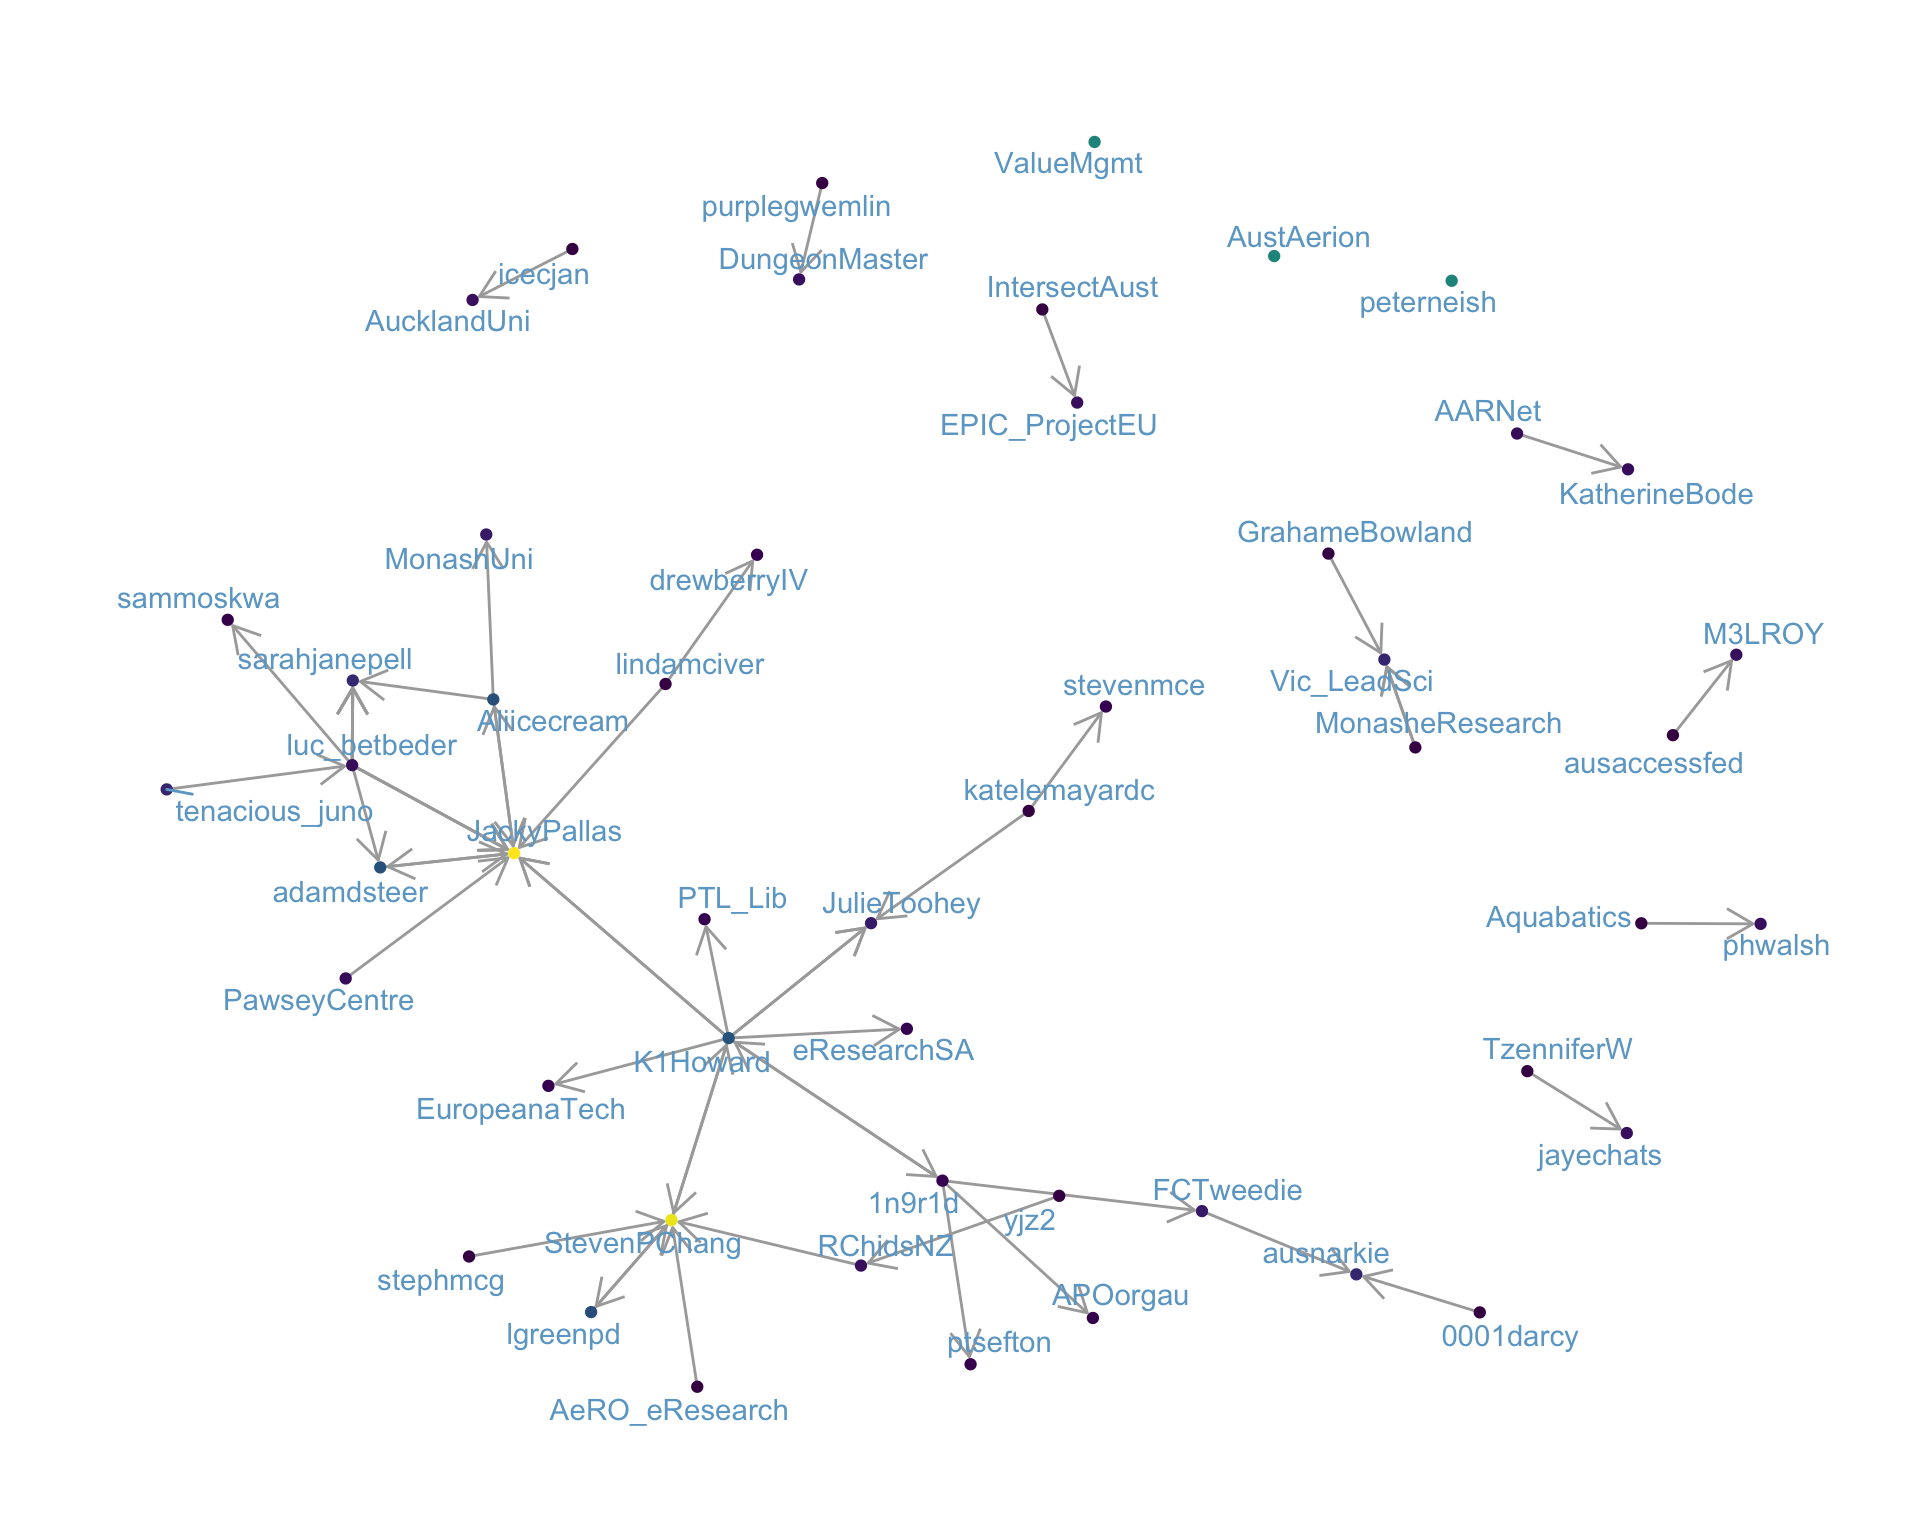 ValueMgmt
purplegwemlin
AustAerion
DungeonMaster
icecjan
IntersectAust
peterneish
AucklandUni
AARNet
EPIC_ProjectEU
KatherineBode
GrahameBowland
MonashUni
drewberryIV
sammoskwa
M3LROY
sarahjanepell
lindamciver
Vic_LeadSci
stevenmce
Aliicecream
MonasheResearch
luc_betbeder
ausaccessfed
katelemayardc
tenacious_juno
JackyPallas
adamdsteer
PTL_Lib
JulieToohey
Aquabatics
phwalsh
PawseyCentre
eResearchSA
TzenniferW
K1Howard
EuropeanaTech
jayechats
FCTweedie
1n9r1d
yjz2
StevenPChang
RChidsNZ
ausnarkie
stephmcg
APOorgau
lgreenpd
ptsefton
0001darcy
AeRO_eResearch